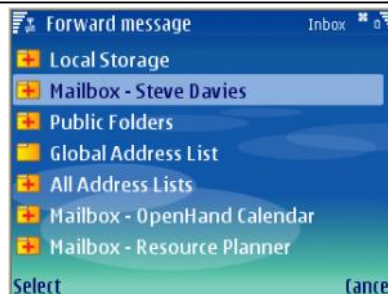 Forward message Inbox
Local Storage
Mailbox - Steve Davies
Public Folders
Global Address List
All Address Lists
Mailbox - OpenHand Calendar
Mailbox - Resource Planner
Select Cance